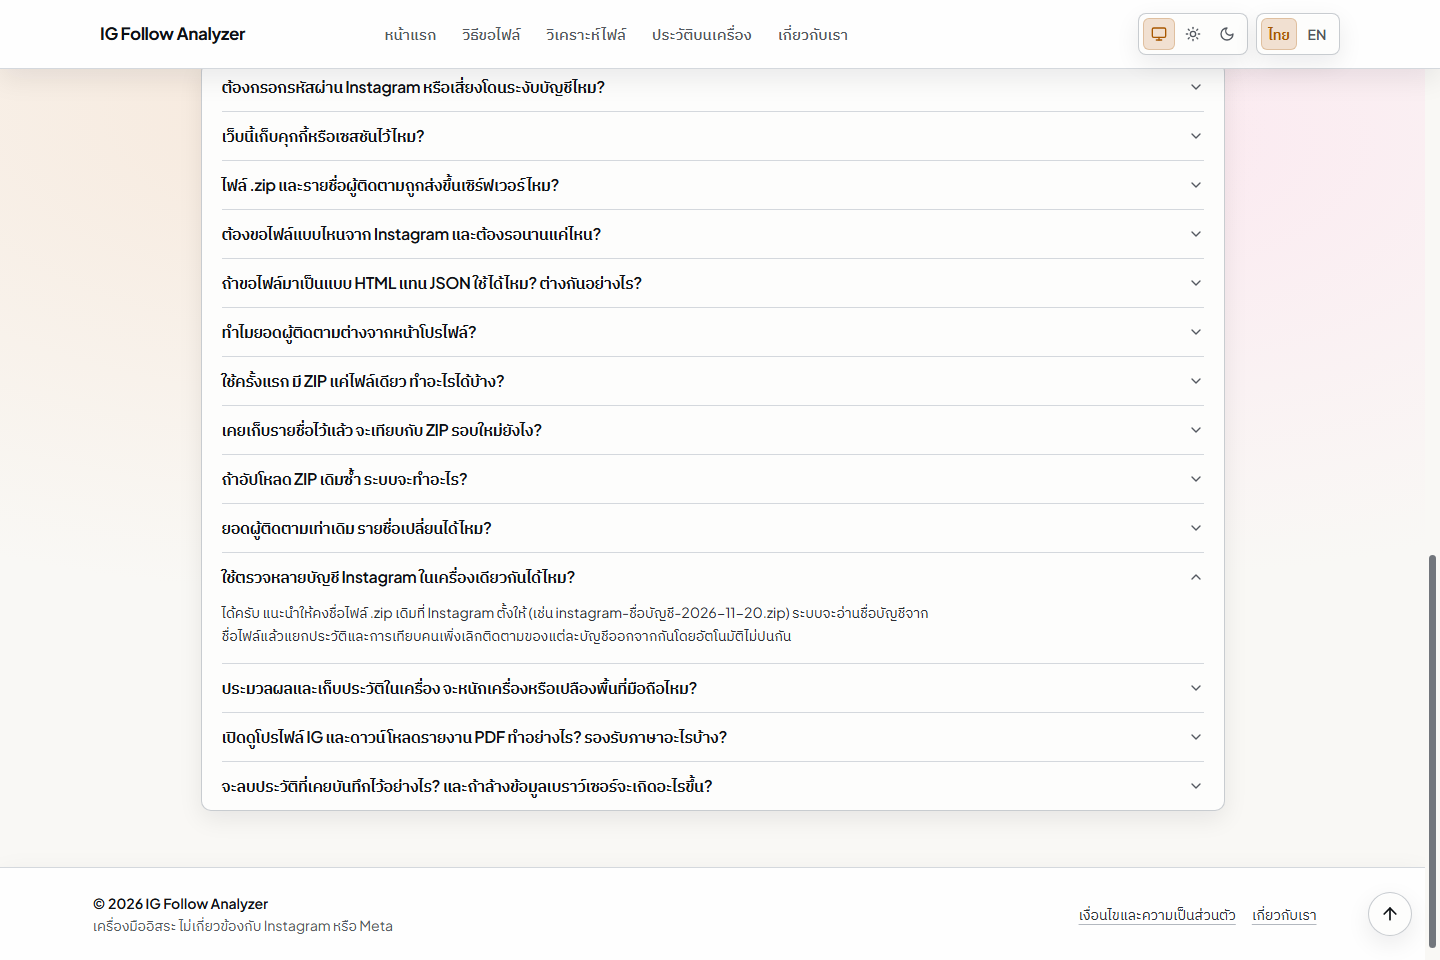 IG Follow Analyzer
หน้าแรก
วิธีขอไฟล์
วิเคราะห์ไฟล์
ประวัติบนเครื่อง
เกี่ยวกับเรา
ไทย
EN
ต้องกรอกรหัสผ่าน Instagram หรือเสี่ยงโดนระงับบัญชีไหม?
เว็บนี้เก็บคุกกี้หรือเซสชันไว้ไหม?
ไฟล์ .zip และรายชื่อผู้ติดตามถูกส่งขึ้นเซิร์ฟเวอร์ไหม?
ต้องขอไฟล์แบบไหนจาก Instagram และต้องรอนานแค่ไหน?
ถ้าขอไฟล์มาเป็นแบบ HTML แทน JSON ใช้ได้ไหม? ต่างกันอย่างไร?
ทำไมยอดผู้ติดตามต่างจากหน้าโปรไฟล์?
ใช้ครั้งแรก มี ZIP แค่ไฟล์เดียว ทำอะไรได้บ้าง?
เคยเก็บรายชื่อไว้แล้ว จะเทียบกับ ZIP รอบใหม่ยังไง?
ถ้าอัปโหลด ZIP เดิมซ้ำ ระบบจะทำอะไร?
ยอดผู้ติดตามเท่าเดิม รายชื่อเปลี่ยนได้ไหม?
ใช้ตรวจหลายบัญชี Instagram ในเครื่องเดียวกันได้ไหม?
ได้ครับ แนะนำให้คงชื่อไฟล์ .zip เดิมที่ Instagram ตั้งให้ (เช่น instagram-ชื่อบัญชี-2026-11-20.zip) ระบบจะอ่านชื่อบัญชีจาก
ชื่อไฟล์แล้วแยกประวัติและการเทียบคนเพิ่งเลิกติดตามของแต่ละบัญชีออกจากกันโดยอัตโนมัติไม่ปนกัน
ประมวลผลและเก็บประวัติในเครื่อง จะหนักเครื่องหรือเปลืองพื้นที่มือถือไหม?
เปิดดูโปรไฟล์ IG และดาวน์โหลดรายงาน PDF ทำอย่างไร? รองรับภาษาอะไรบ้าง?
จะลบประวัติที่เคยบันทึกไว้อย่างไร? และถ้าล้างข้อมูลเบราว์เซอร์จะเกิดอะไรขึ้น?
© 2026 IG Follow Analyzer
เครื่องมืออิสระ ไม่เกี่ยวข้องกับ Instagram หรือ Meta
เงื่อนไขและความเป็นส่วนตัว
เกี่ยวกับเรา